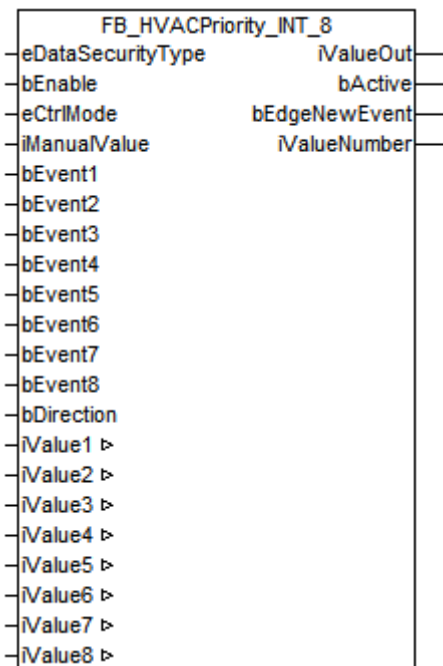 FB_HVACPriority_INT_8
eDataSecurityType iValueOut
bEnable bActive
eCtrlMode bEdgeNewEvent
iManualValue iValueNumber
bEvent1
bEvent2
bEvent3
bEvent4
bEvent5
bEvent6
bEvent7
bEvent8
bDirection
iValue1
iValue2
iValue3
iValue4
iValue5
iValue6
iValue7
iValue8